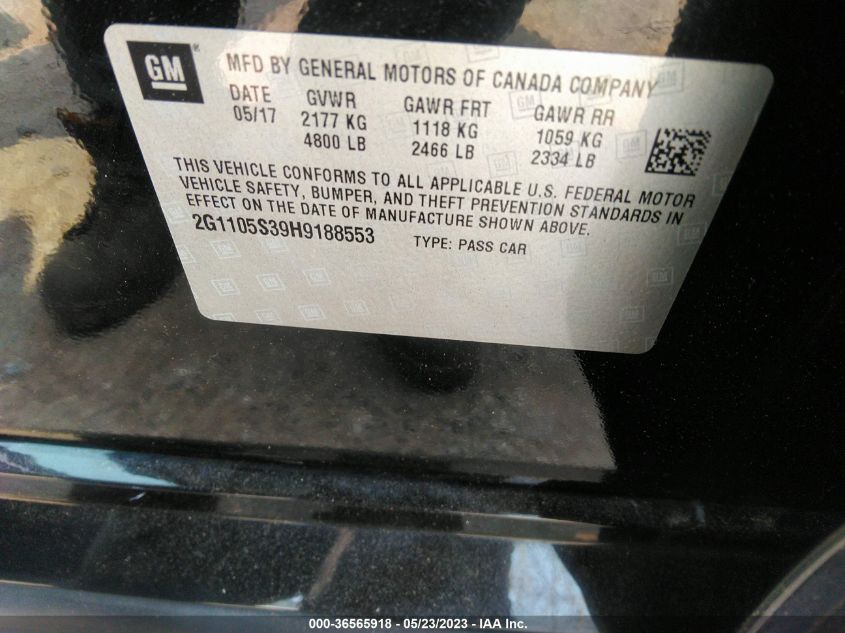 GM ®
MFD BY GENERAL MOTORS OF CANADA COMPANY
DATE GVWR GAWR FRT GAWR RR
05/17 2177 KG 1118 KG 1059 KG
4800 LB 2466 LB 2334 LB
THIS VEHICLE CONFORMS TO ALL APPLICABLE U.S. FEDERAL MOTOR
VEHICLE SAFETY, BUMPER, AND THEFT PREVENTION STANDARDS IN
EFFECT ON THE DATE OF MANUFACTURE SHOWN ABOVE.
2G1105S39H9188553 TYPE: PASS CAR
000-36565918 - 05/23/2023 - IAA Inc.